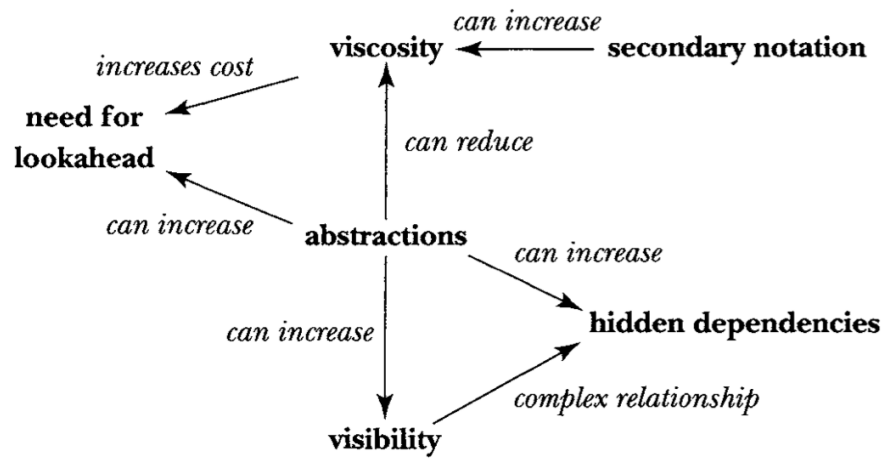 can increase
viscosity
secondary notation
increases cost
need for
lookahead
can reduce
can increase
abstractions
can increase
can increase
hidden dependencies
complex relationship
visibility